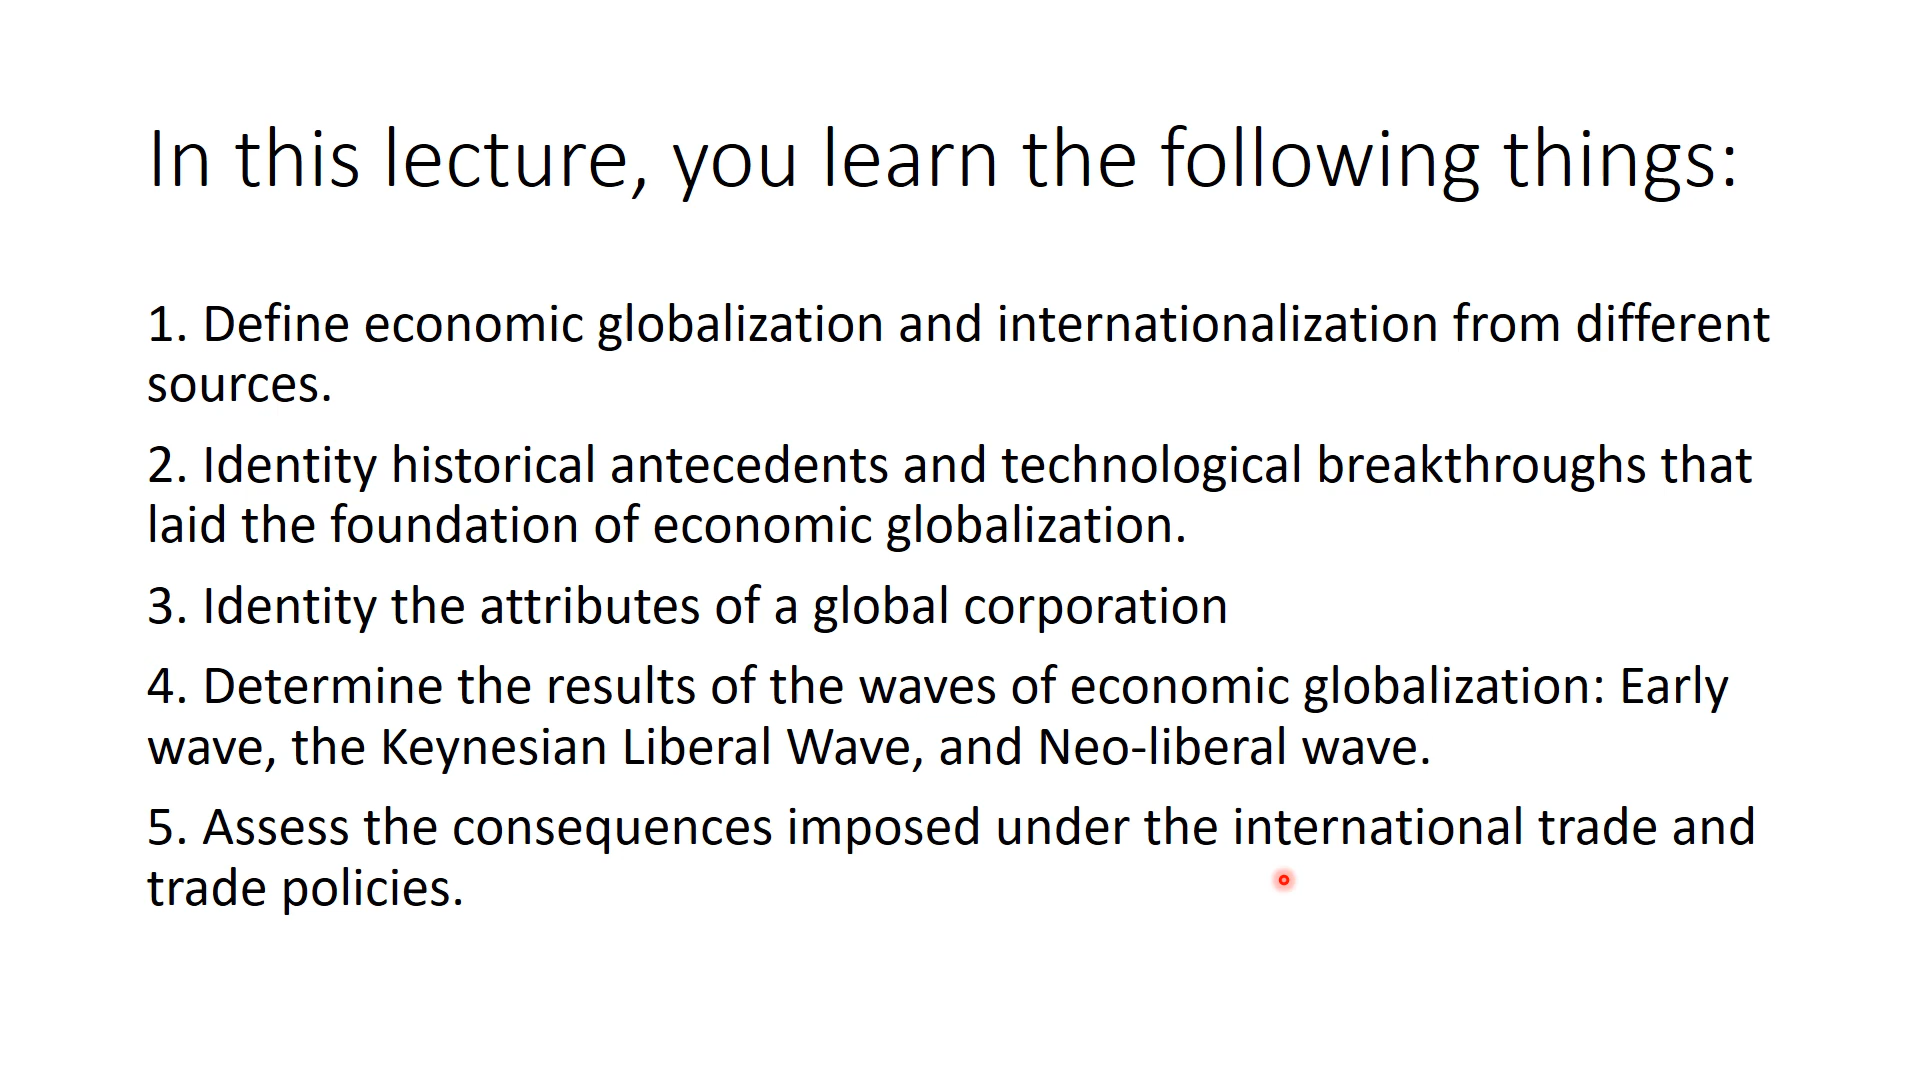 In this lecture, you learn the following things:
1. Define economic globalization and internationalization from different
sources.
2. Identity historical antecedents and technological breakthroughs that
laid the foundation of economic globalization.
3. Identity the attributes of a global corporation
4. Determine the results of the waves of economic globalization: Early
wave, the Keynesian Liberal Wave, and Neo-liberal wave.
5. Assess the consequences imposed under the international trade and
trade policies.